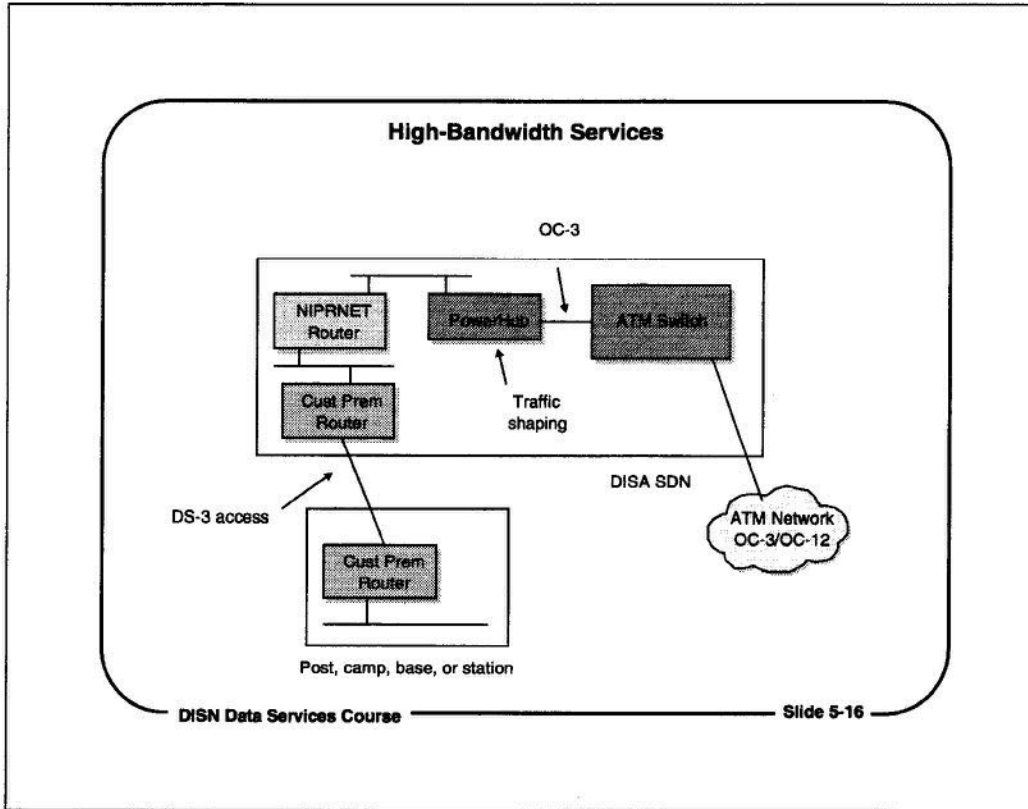 High-Bandwidth Services
OC-3
NIPRNET
Router
PowerHub
ATM Switch
Cust Prem
Router
Traffic
shaping
DISA SDN
DS-3 access
ATM Network
OC-3/OC-12
Cust Prem
Router
Post, camp, base, or station
DISN Data Services Course
Slide 5-16